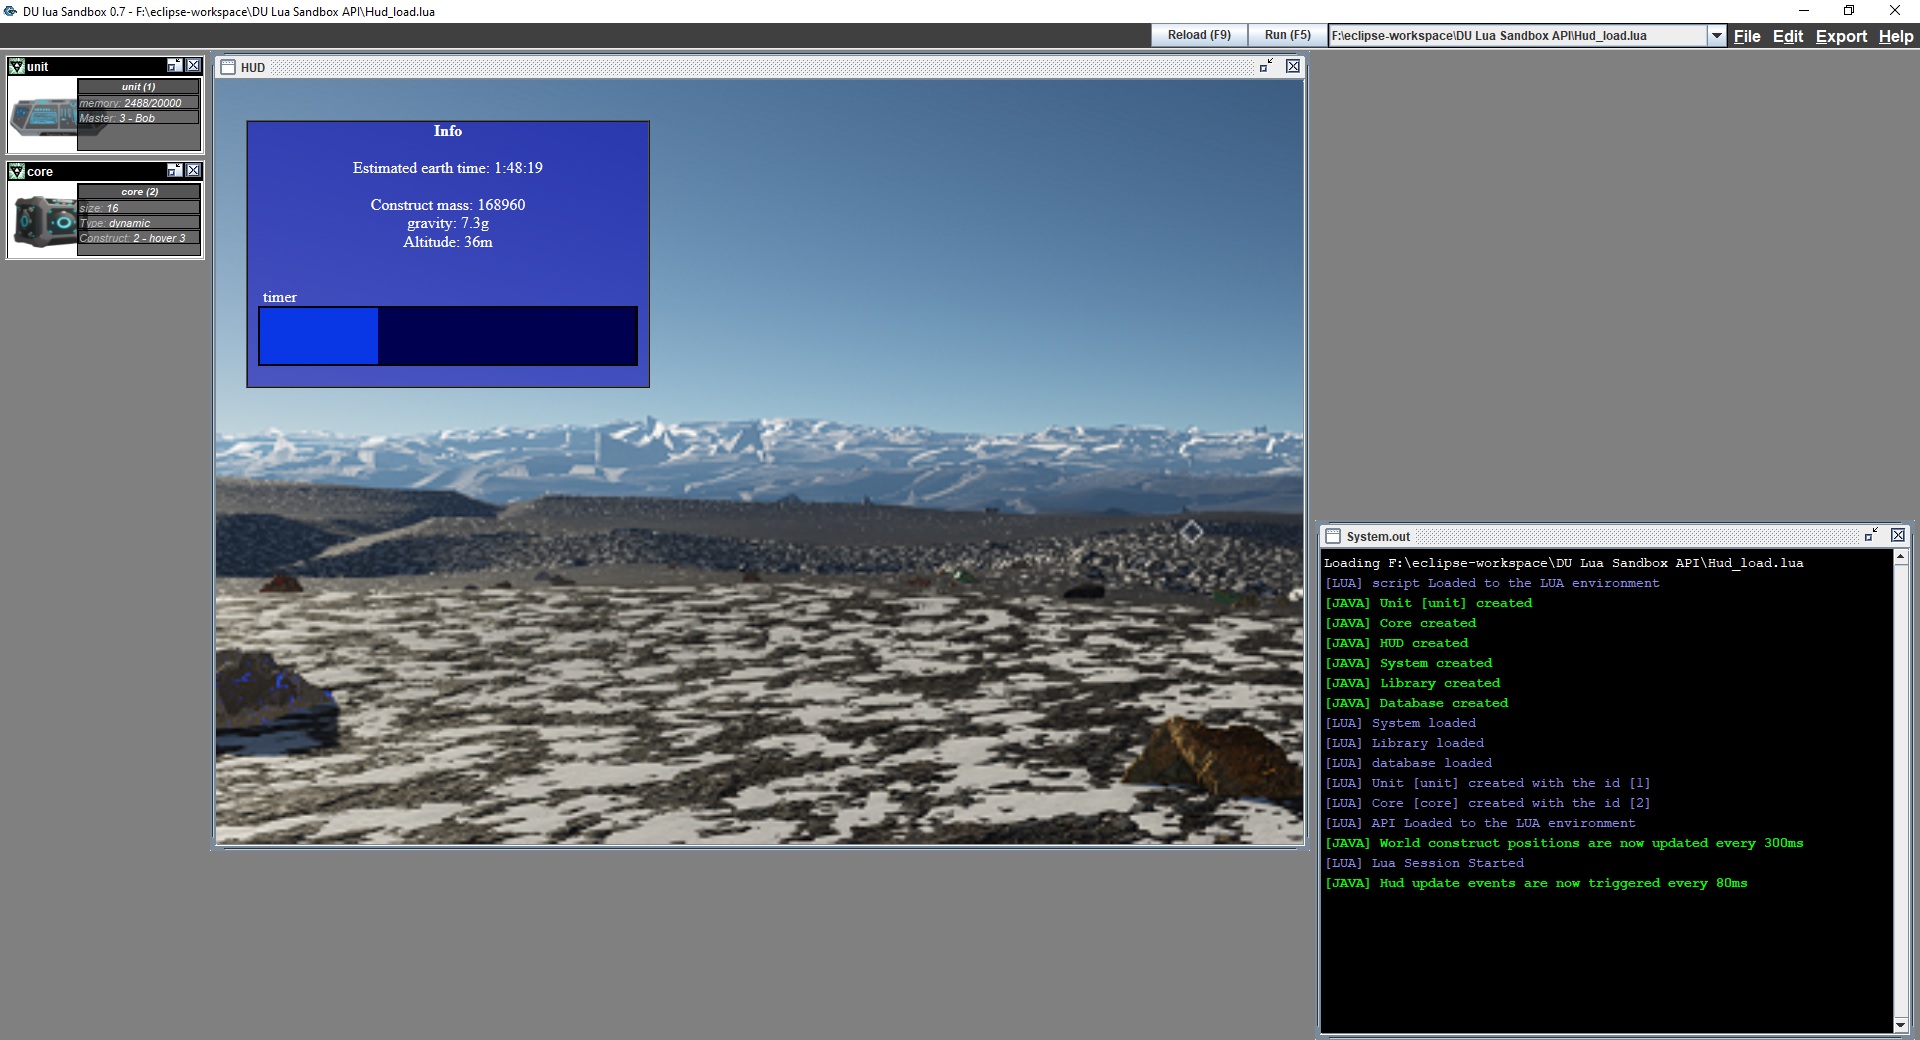 DU lua Sandbox 0.7 - F:\eclipse-workspace\DU Lua Sandbox API\Hud_load.lua
Reload (F9) Run (F5) F:\eclipse-workspace\DU Lua Sandbox API\Hud_load.lua File Edit Export Help
unit
unit (1)
memory: 2488/20000
Master: 3 - Bob
core
core (2)
size: 16
Type: dynamic
Construct: 2 - hover 3
HUD
Info
Estimated earth time: 1:48:19
Construct mass: 168960
gravity: 7.3g
Altitude: 36m
timer
System.out
Loading F:\eclipse-workspace\DU Lua Sandbox API\Hud_load.lua
[LUA] script Loaded to the LUA environment
[JAVA] Unit [unit] created
[JAVA] Core created
[JAVA] HUD created
[JAVA] System created
[JAVA] Library created
[JAVA] Database created
[LUA] System loaded
[LUA] Library loaded
[LUA] database loaded
[LUA] Unit [unit] created with the id [1]
[LUA] Core [core] created with the id [2]
[LUA] API Loaded to the LUA environment
[JAVA] World construct positions are now updated every 300ms
[LUA] Lua Session Started
[JAVA] Hud update events are now triggered every 80ms